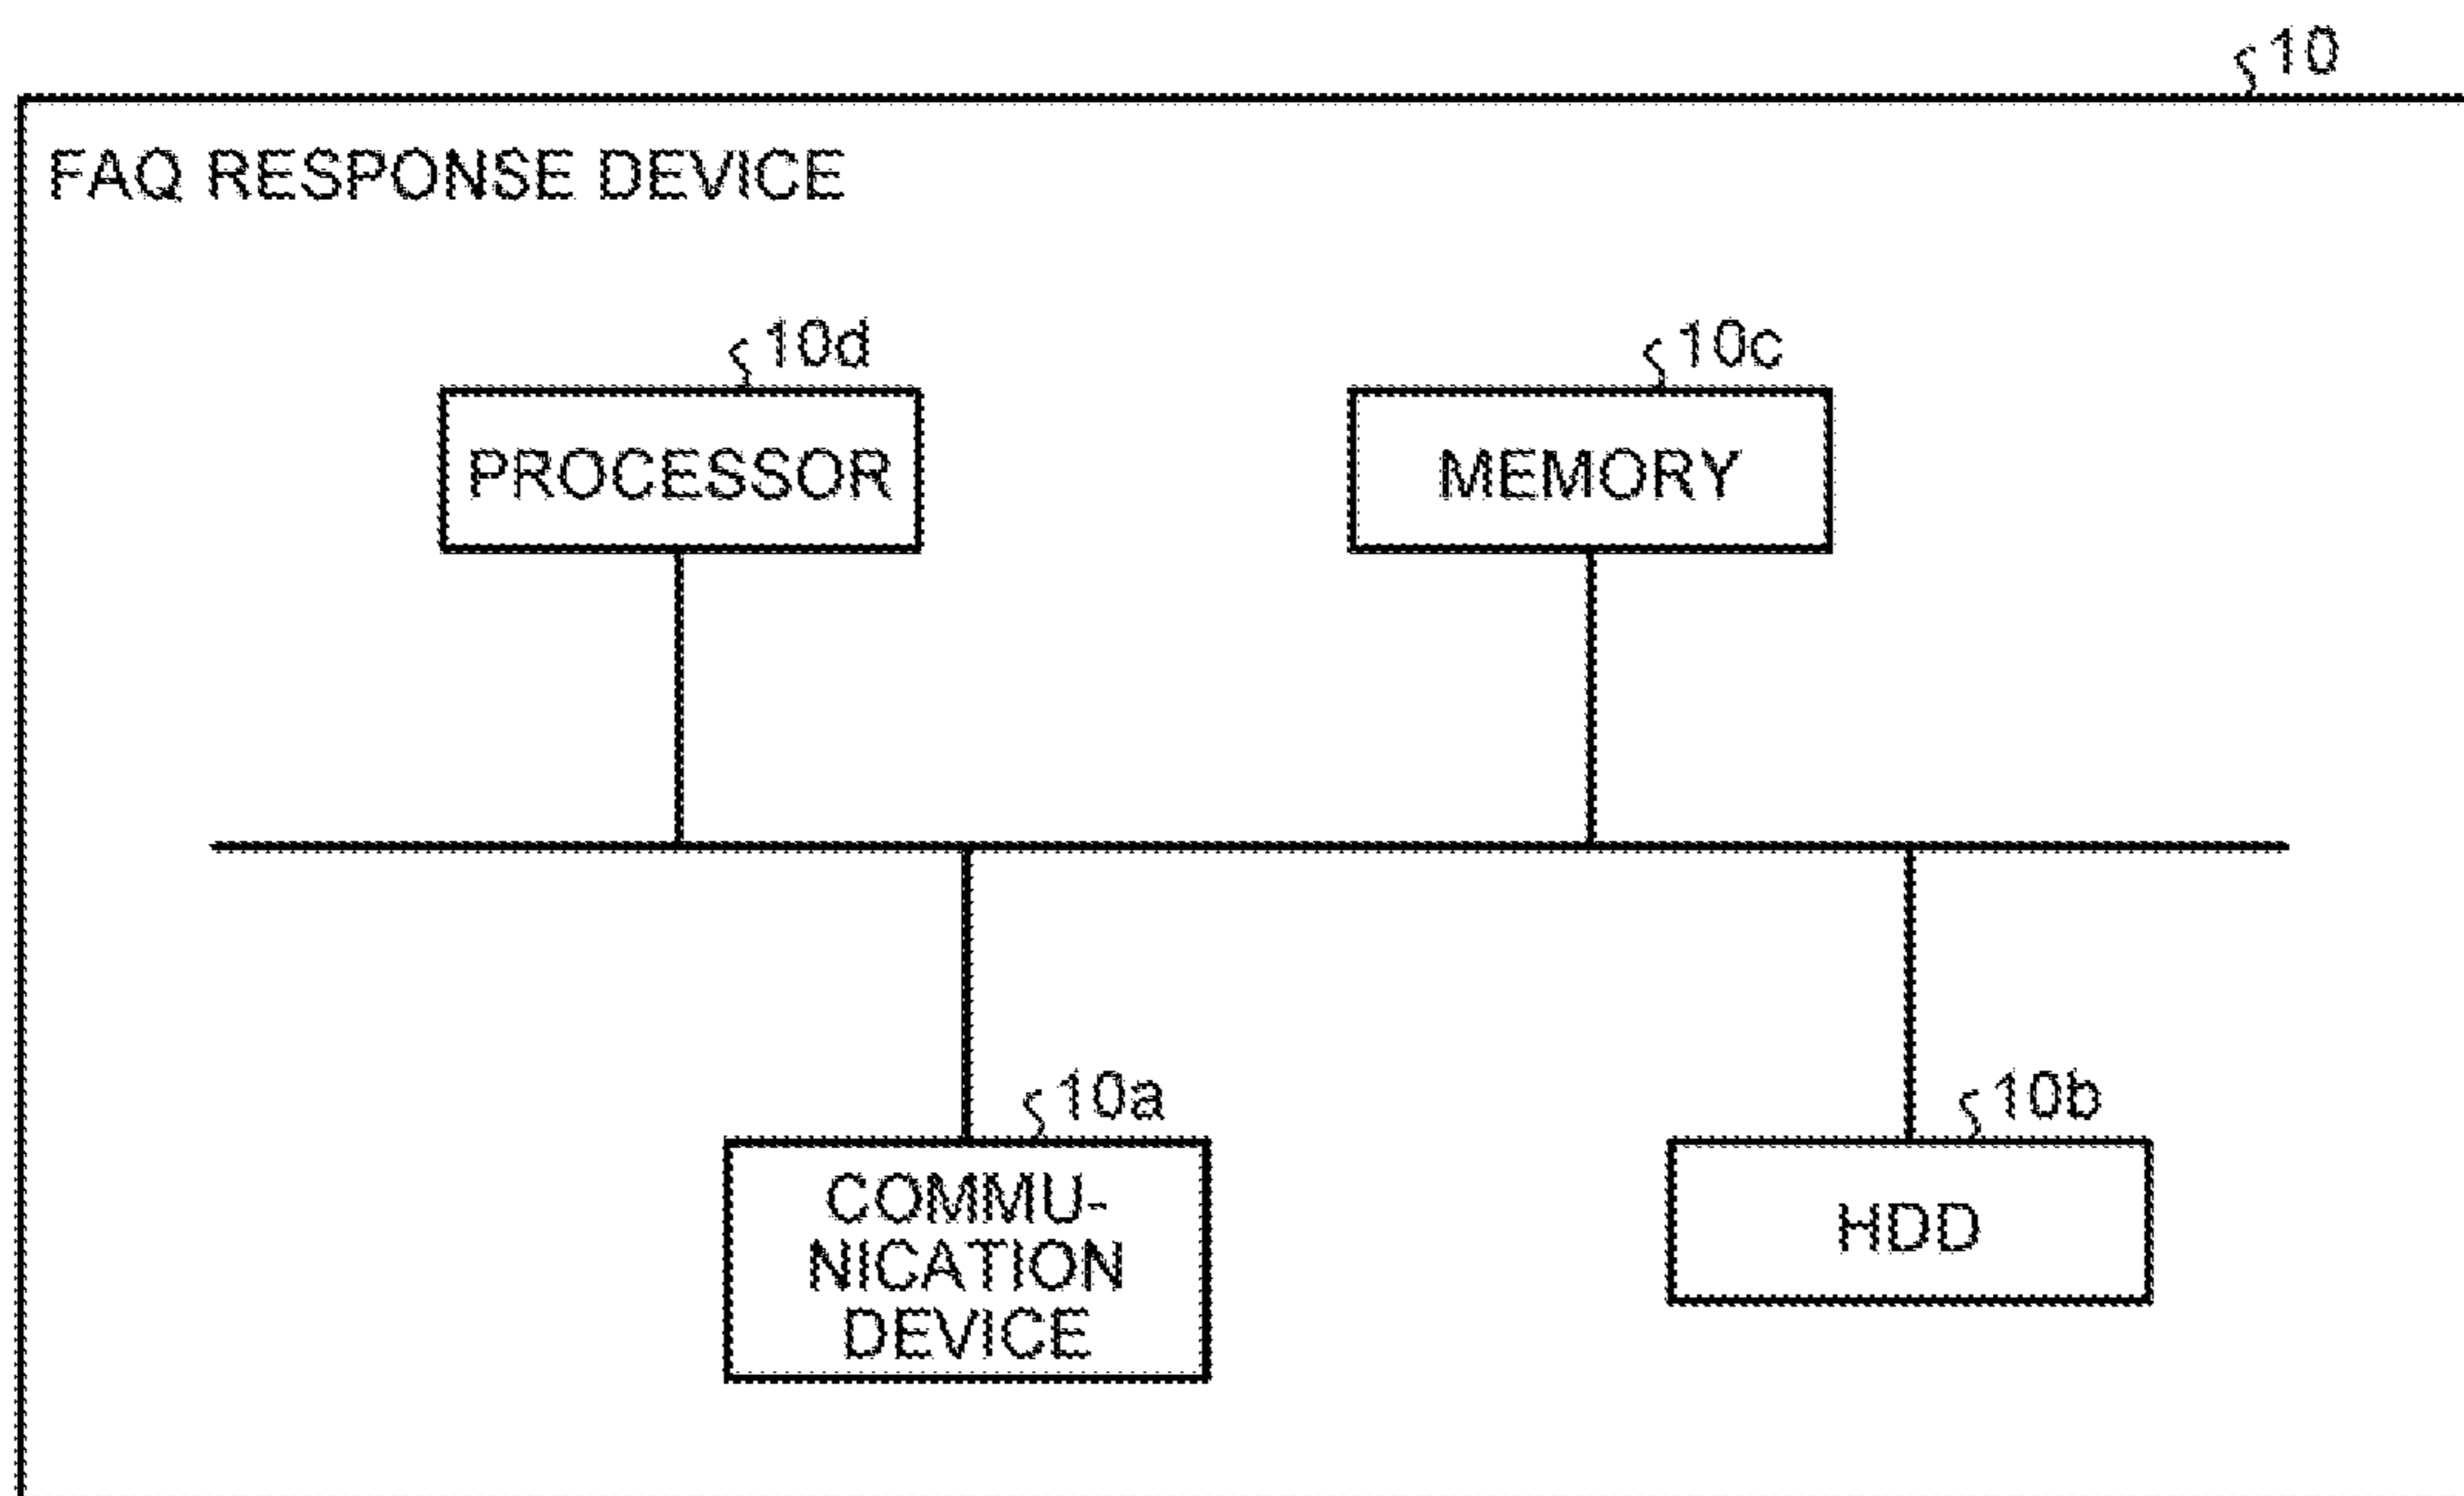 10
FAQ RESPONSE DEVICE
10d
10c
PROCESSOR
MEMORY
10a
10b
COMMU-
NICATION
DEVICE
HDD